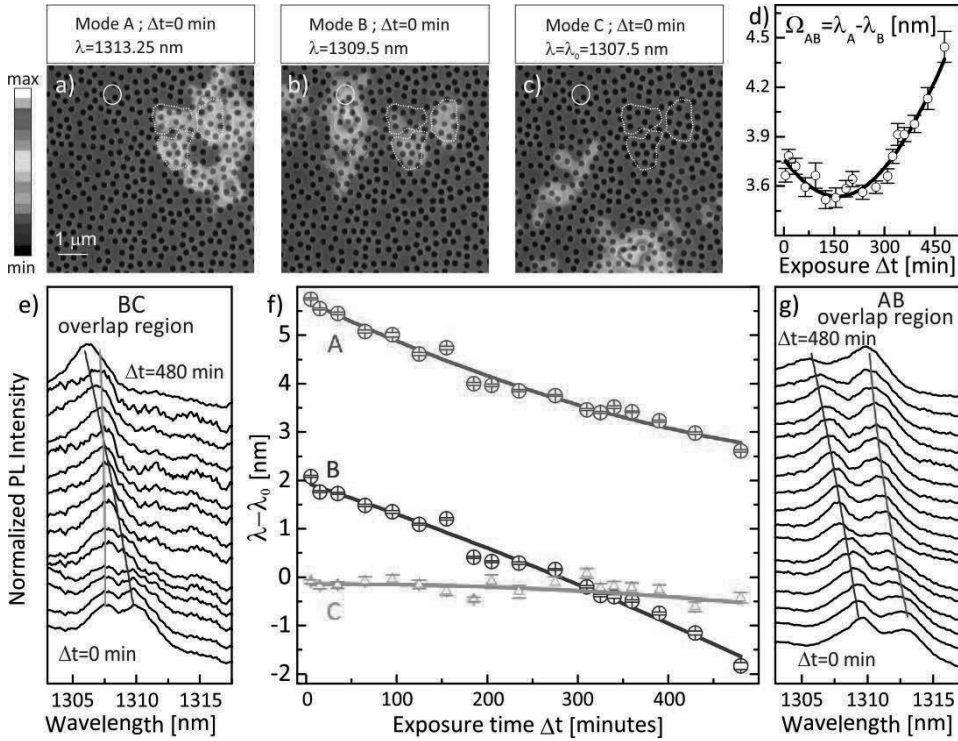 Mode A ; Δt=0 min
λ=1313.25 nm
Mode B ; Δt=0 min
λ=1309.5 nm
Mode C ; Δt=0 min
λ=λ₀=1307.5 nm
max
min
a)
1 μm
b)
c)
d)
Ω_AB=λ_A-λ_B [nm]
4.5
4.2
3.9
3.6
0 150 300 450
Exposure Δt [min]
e)
BC
overlap region
Δt=480 min
Δt=0 min
Normalized PL Intensity
1305 1310 1315
Wavelength [nm]
f)
A
B
C
λ-λ₀ [nm]
5
4
3
2
1
0
-1
-2
0 100 200 300 400
Exposure time Δt [minutes]
g)
AB
overlap region
Δt=480 min
Δt=0 min
1305 1310 1315
Wavelength [nm]